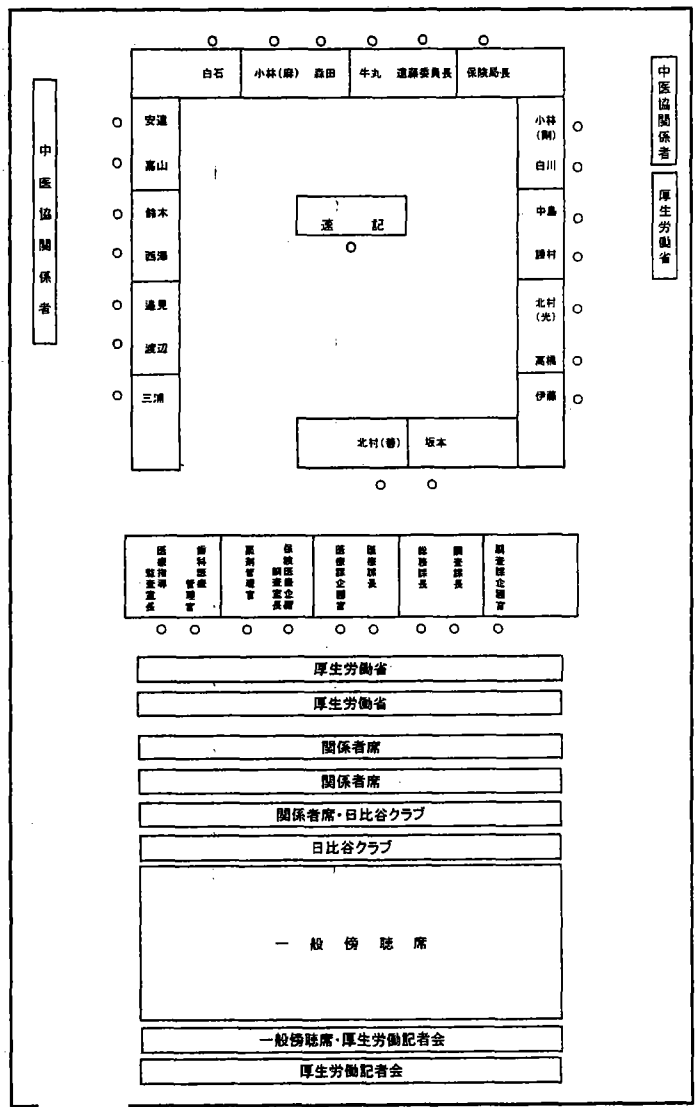 白石 小林(麻) 森田 牛丸 遠藤委員長 保険局長
中医協関係者
安達
嘉山
鈴木
西澤
邉見
渡辺
三浦
速 記
小林(剛)
白川
中島
勝村
北村(光)
高橋
伊藤
中医協関係者
厚生労働省
北村(善) 坂本
医療指導監査室長
歯科医療管理官
薬剤管理官
保険医療企画調査室長
医療課企画官
医療課長
総務課長
調査課長
調査課企画官
厚生労働省
厚生労働省
関係者席
関係者席
関係者席・日比谷クラブ
日比谷クラブ
一 般 傍 聴 席
一般傍聴席・厚生労働記者会
厚生労働記者会